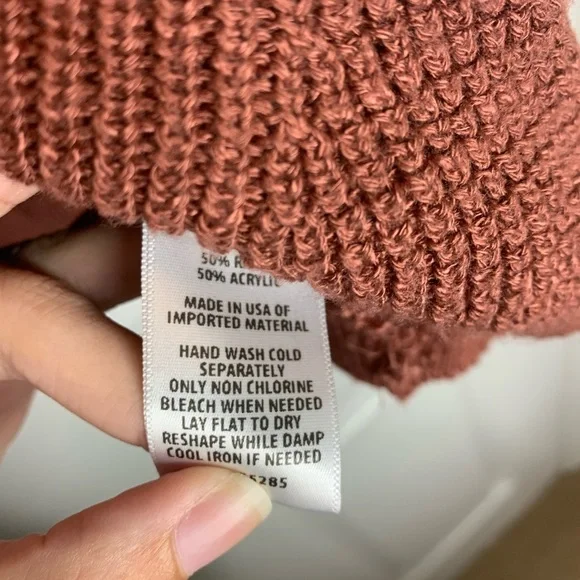 50%
50% ACRYLIC
MADE IN USA OF
IMPORTED MATERIAL
HAND WASH COLD
SEPARATELY
ONLY NON CHLORINE
BLEACH WHEN NEEDED
LAY FLAT TO DRY
RESHAPE WHILE DAMP
COOL IRON IF NEEDED
5285